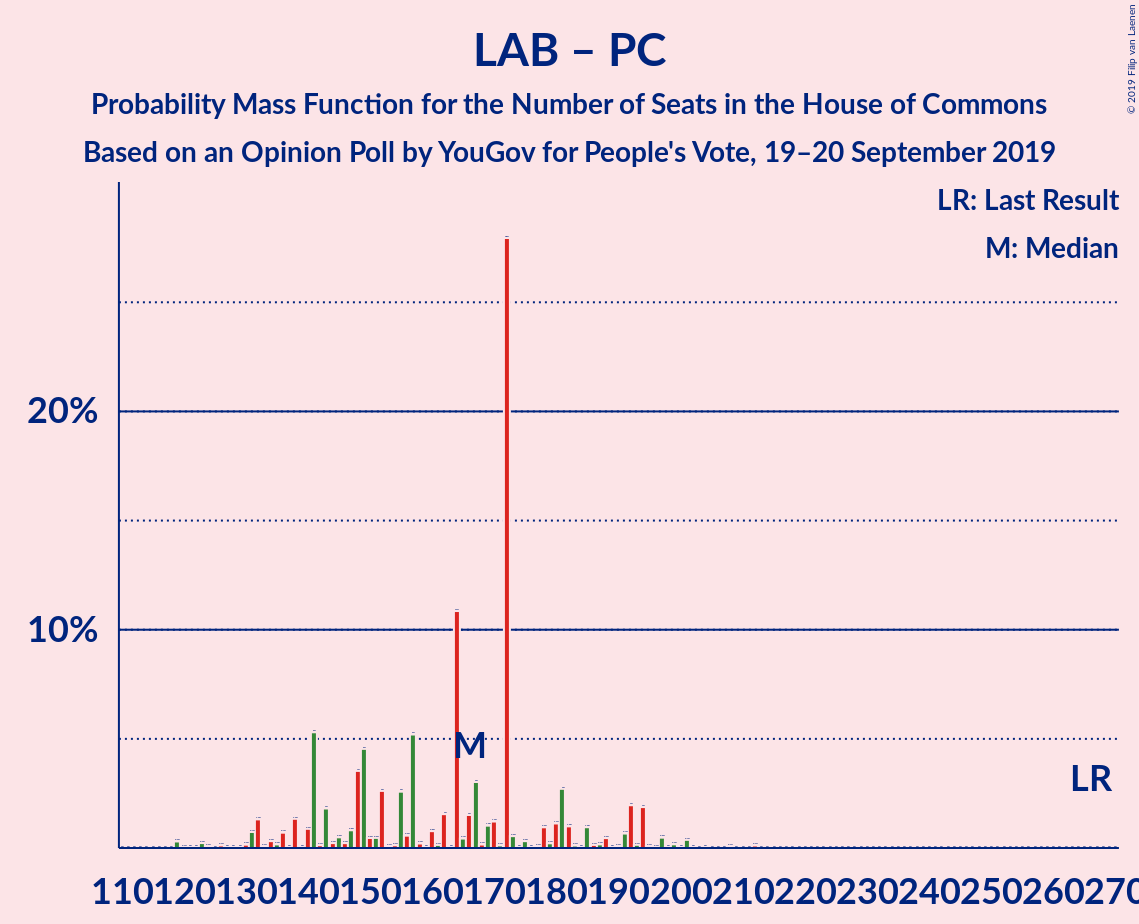 LAB – PC
Probability Mass Function for the Number of Seats in the House of Commons
Based on an Opinion Poll by YouGov for People's Vote, 19–20 September 2019
© 2019 Filip van Laenen
LR: Last Result
M: Median
20%
10%
M
LR
110 120 130 140 150 160 170 180 190 200 210 220 230 240 250 260 270